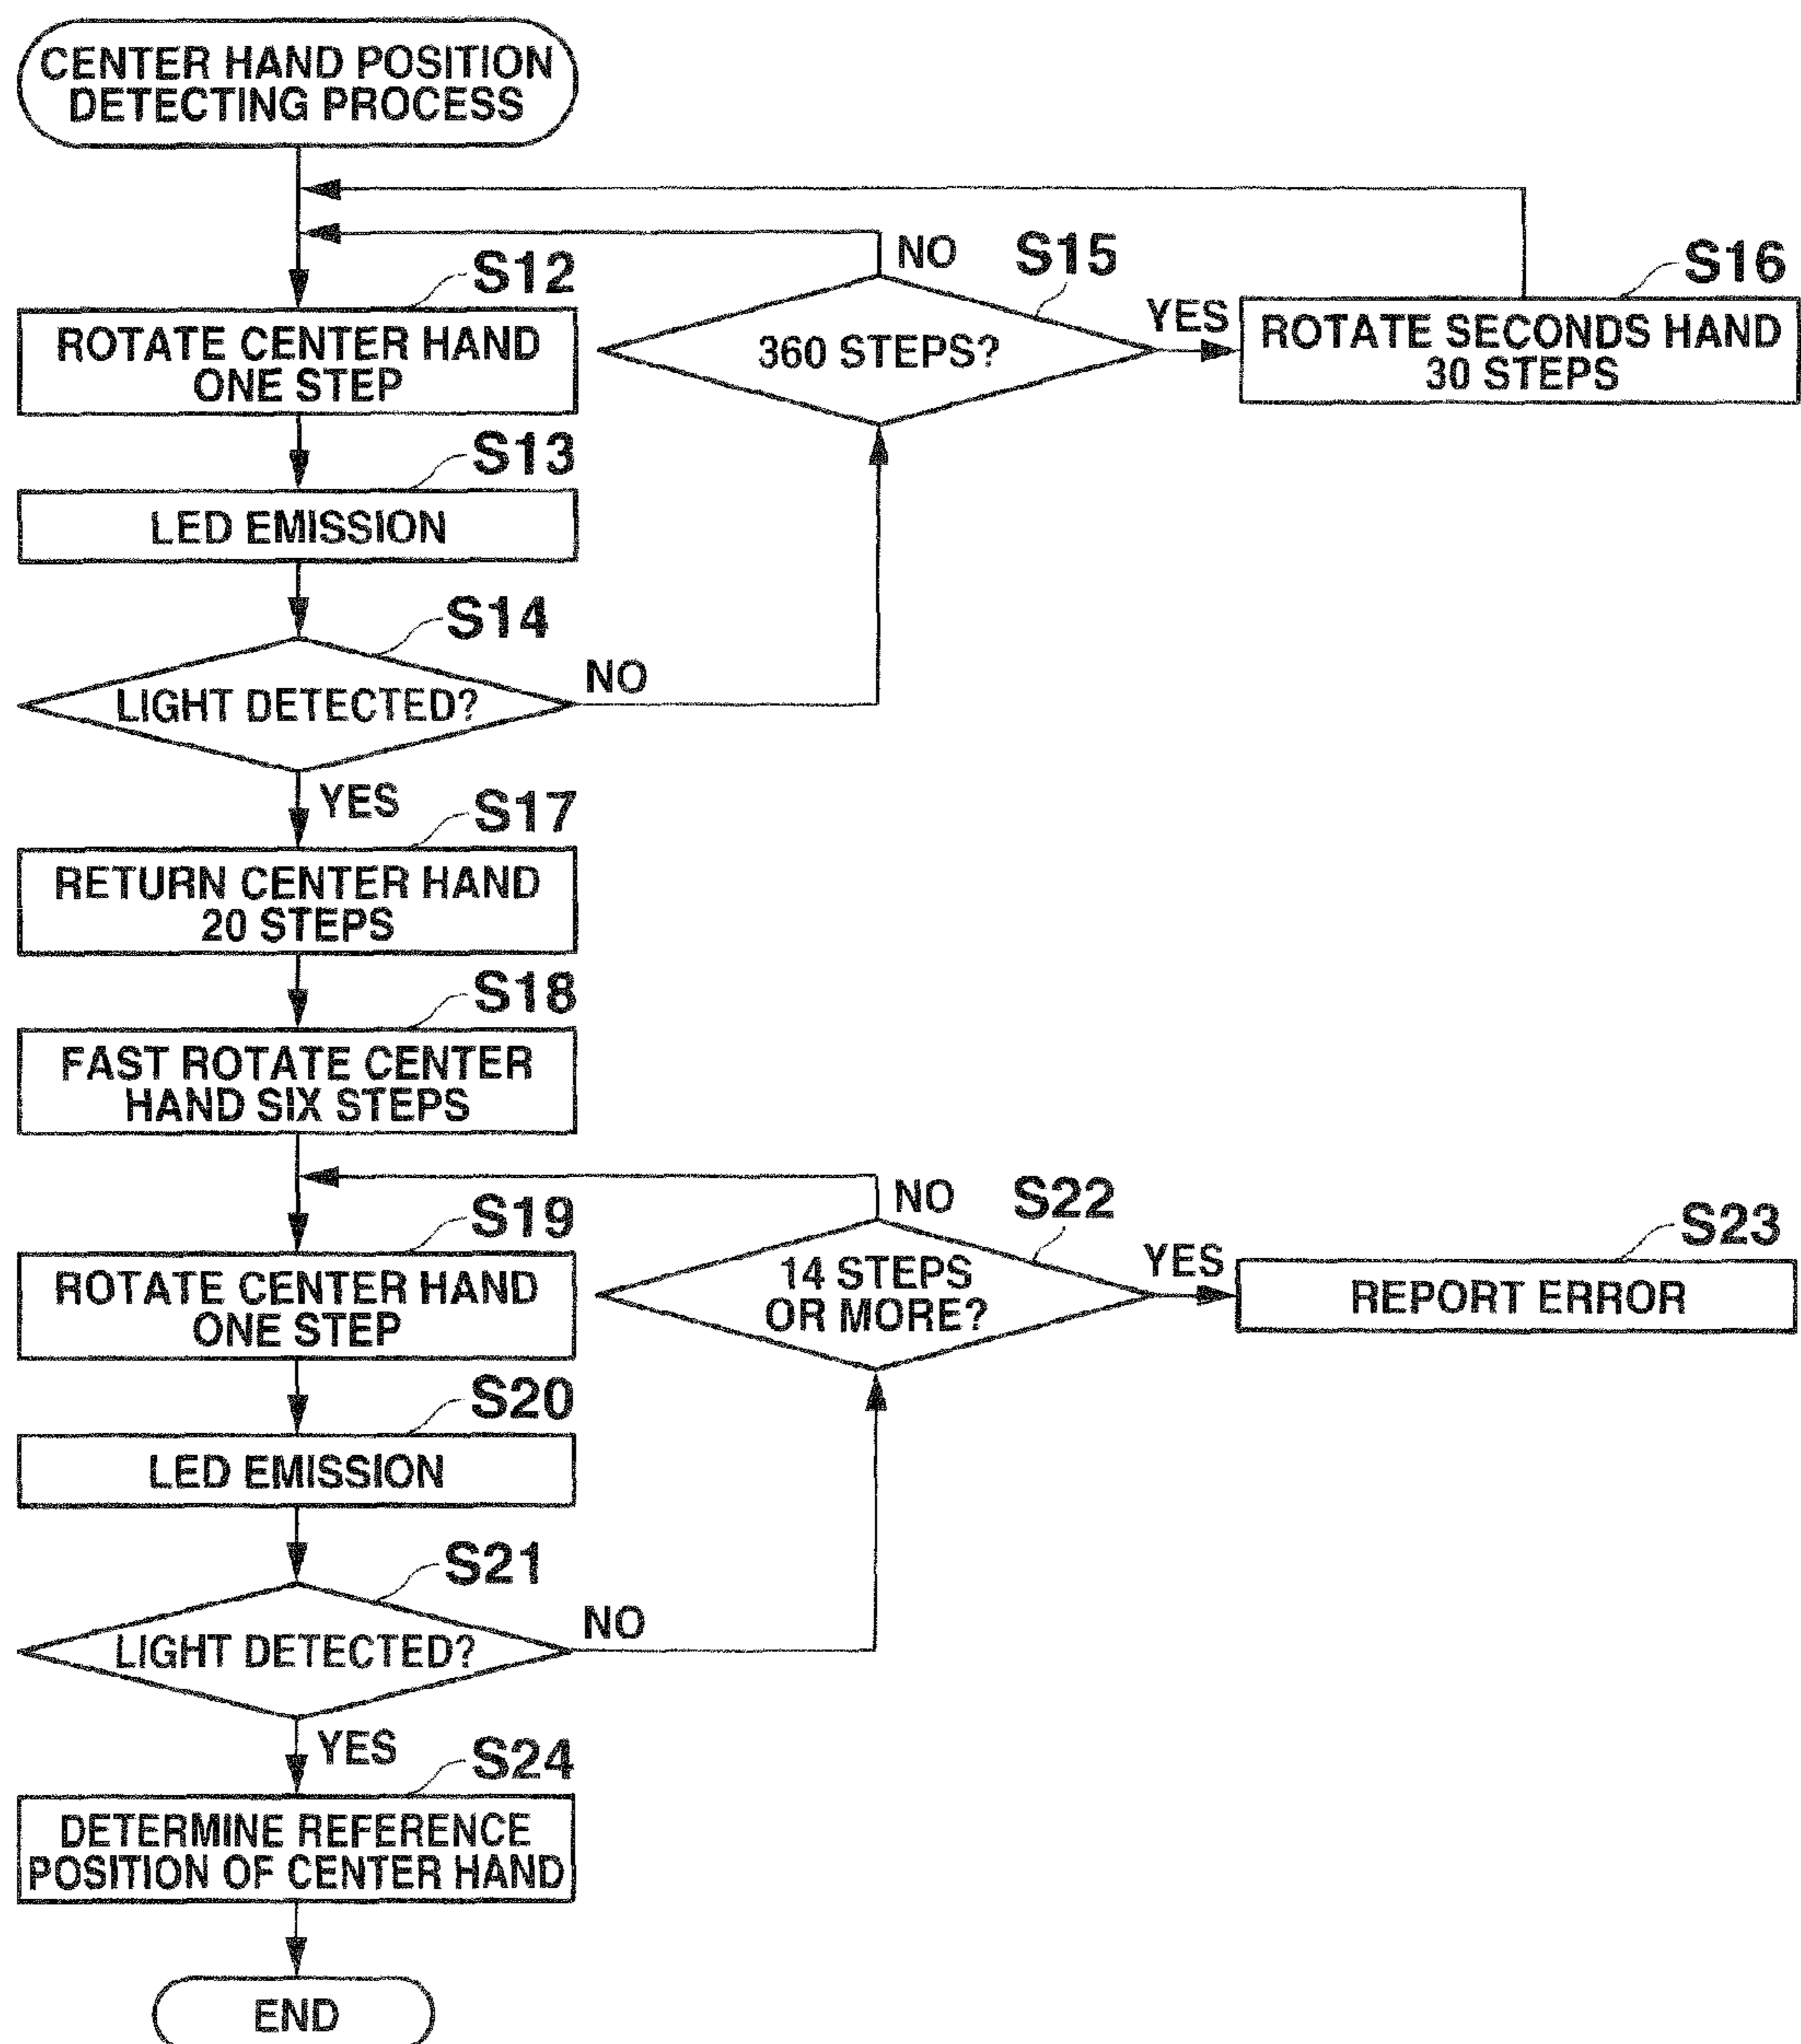 CENTER HAND POSITION
DETECTING PROCESS
S12
ROTATE CENTER HAND
ONE STEP
NO
S15
360 STEPS?
YES
S16
ROTATE SECONDS HAND
30 STEPS
S13
LED EMISSION
S14
LIGHT DETECTED?
NO
YES
S17
RETURN CENTER HAND
20 STEPS
S18
FAST ROTATE CENTER
HAND SIX STEPS
S19
ROTATE CENTER HAND
ONE STEP
NO
S22
14 STEPS
OR MORE?
YES
S23
REPORT ERROR
S20
LED EMISSION
S21
LIGHT DETECTED?
NO
YES
S24
DETERMINE REFERENCE
POSITION OF CENTER HAND
END